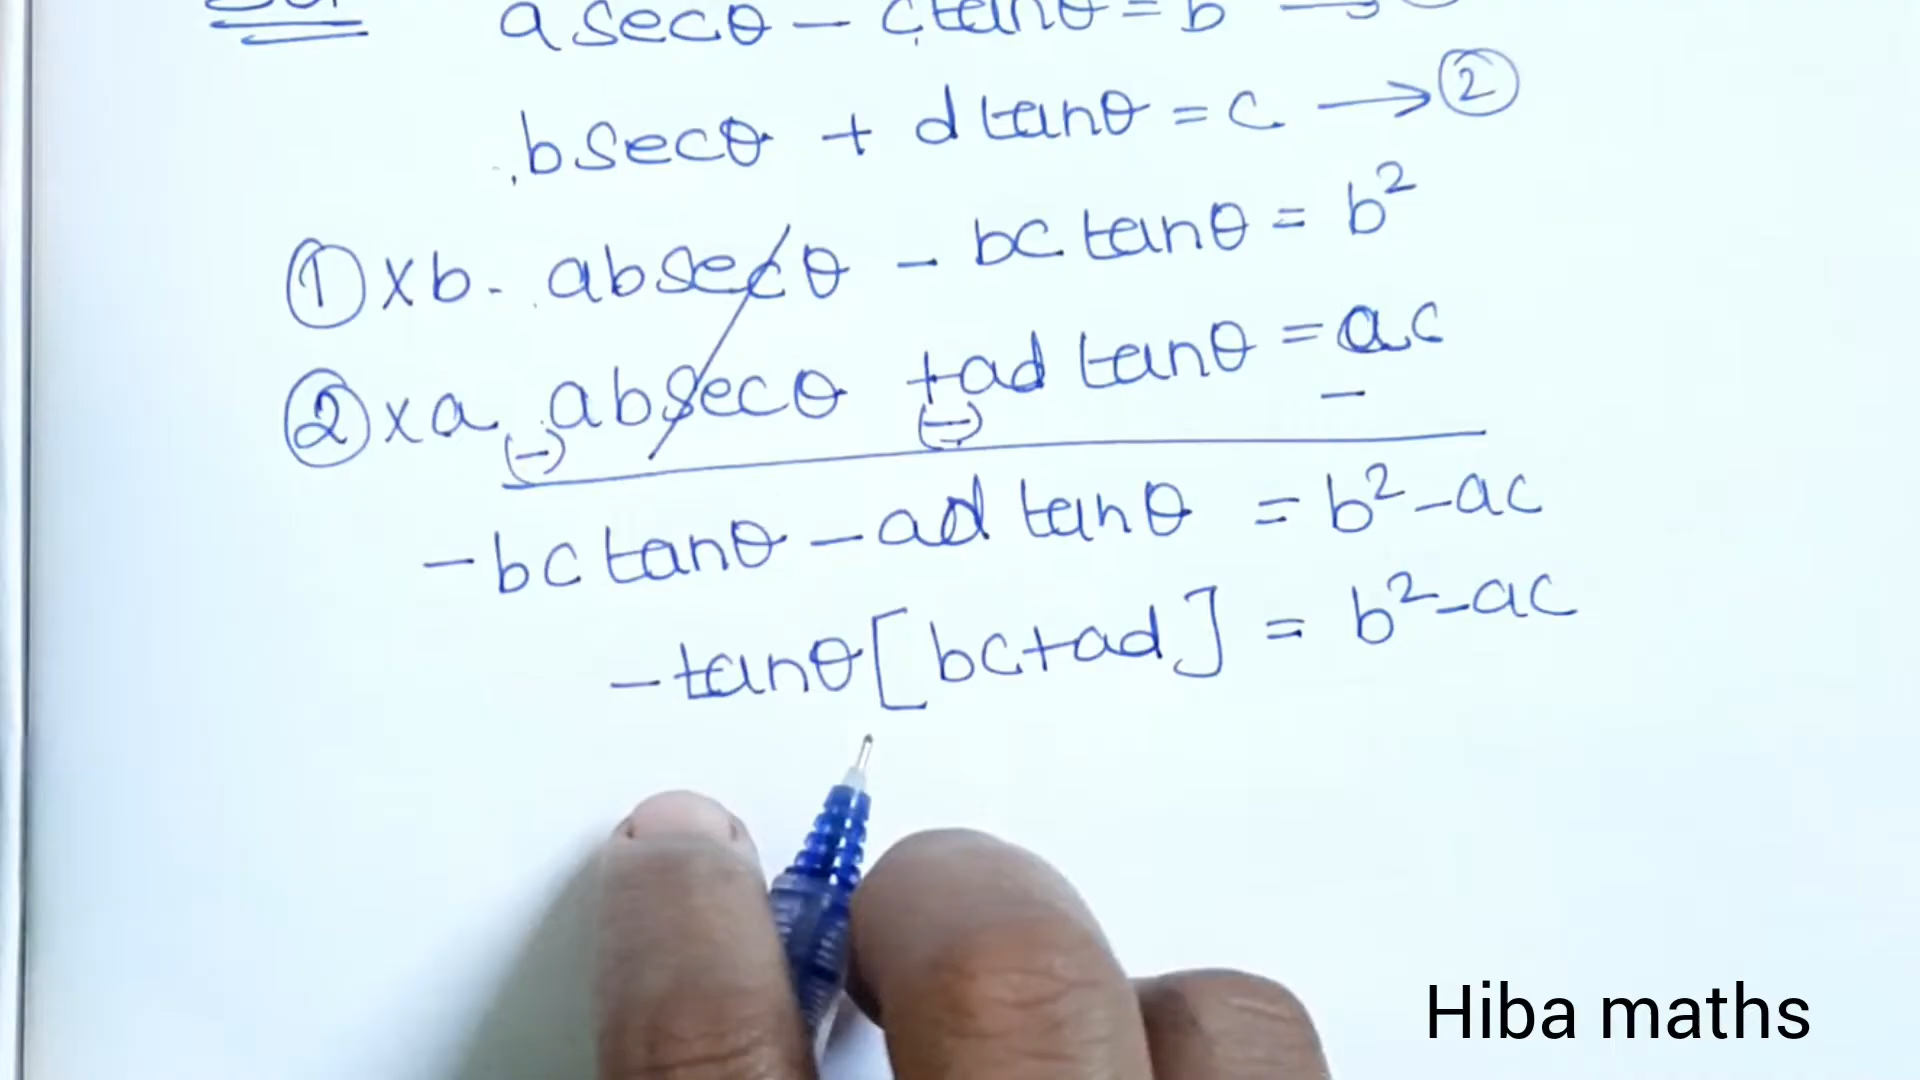 a secθ - c tanθ = b →
b secθ + d tanθ = c → ②
① × b. ab secθ - bc tanθ = b²
② × a ab secθ + ad tanθ = ac
(-) (-) -
- bc tanθ - ad tanθ = b² - ac
- tanθ [bc + ad] = b² - ac
Hiba maths